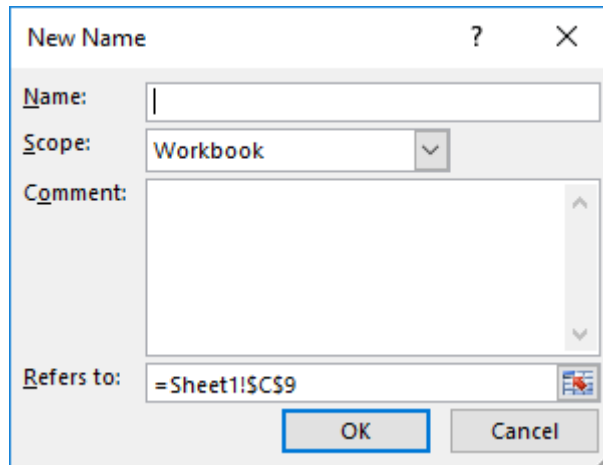 New Name ?
Name:
Scope: Workbook
Comment:
Refers to: =Sheet1!$C$9
OK Cancel